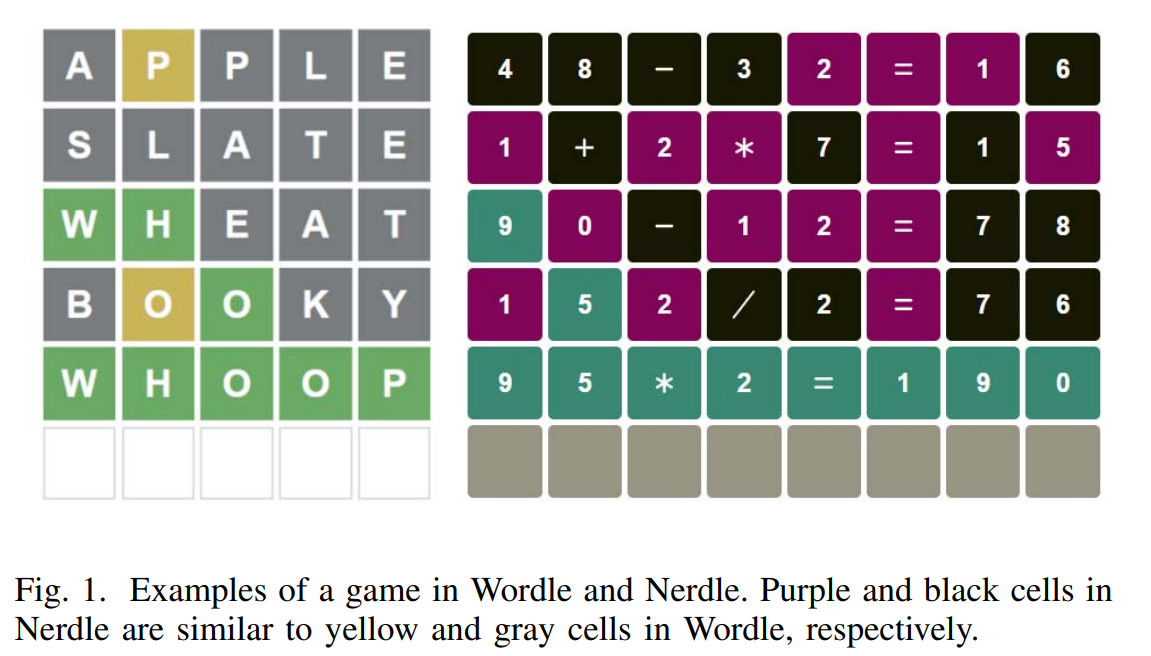 A P P L E
4 8 − 3 2 = 1 6
S L A T E
1 + 2 * 7 = 1 5
W H E A T
9 0 − 1 2 = 7 8
B O O K Y
1 5 2 / 2 = 7 6
W H O O P
9 5 * 2 = 1 9 0
Fig. 1. Examples of a game in Wordle and Nerdle. Purple and black cells in
Nerdle are similar to yellow and gray cells in Wordle, respectively.